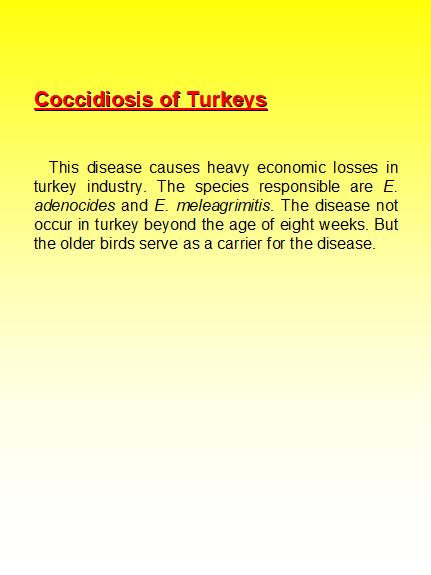 Coccidiosis of Turkeys
This disease causes heavy economic losses in
turkey industry. The species responsible are E.
adenocides and E. meleagrimitis. The disease not
occur in turkey beyond the age of eight weeks. But
the older birds serve as a carrier for the disease.